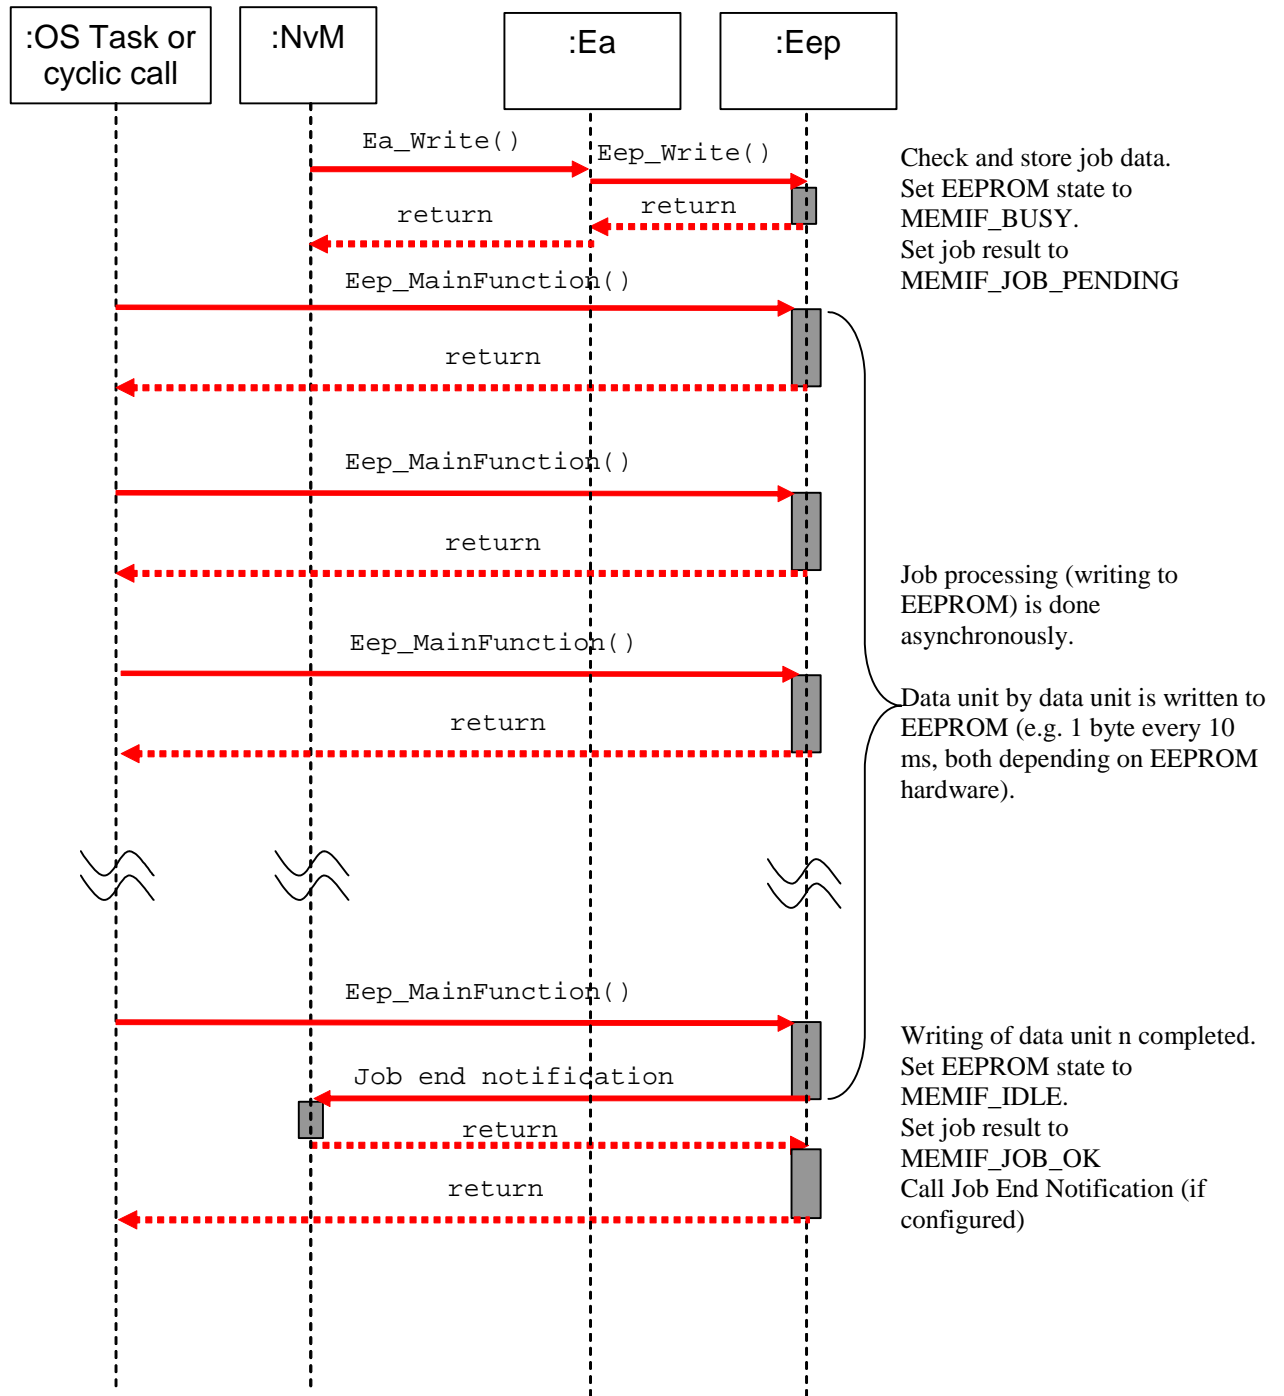 :OS Task or
cyclic call
:NvM
:Ea
:Eep
Ea_Write()
Eep_Write()
return
return
Check and store job data.
Set EEPROM state to
MEMIF_BUSY.
Set job result to
MEMIF_JOB_PENDING
Eep_MainFunction()
return
Eep_MainFunction()
return
Job processing (writing to
EEPROM) is done
asynchronously.
Eep_MainFunction()
return
Data unit by data unit is written to
EEPROM (e.g. 1 byte every 10
ms, both depending on EEPROM
hardware).
Eep_MainFunction()
Job end notification
return
return
Writing of data unit n completed.
Set EEPROM state to
MEMIF_IDLE.
Set job result to
MEMIF_JOB_OK
Call Job End Notification (if
configured)